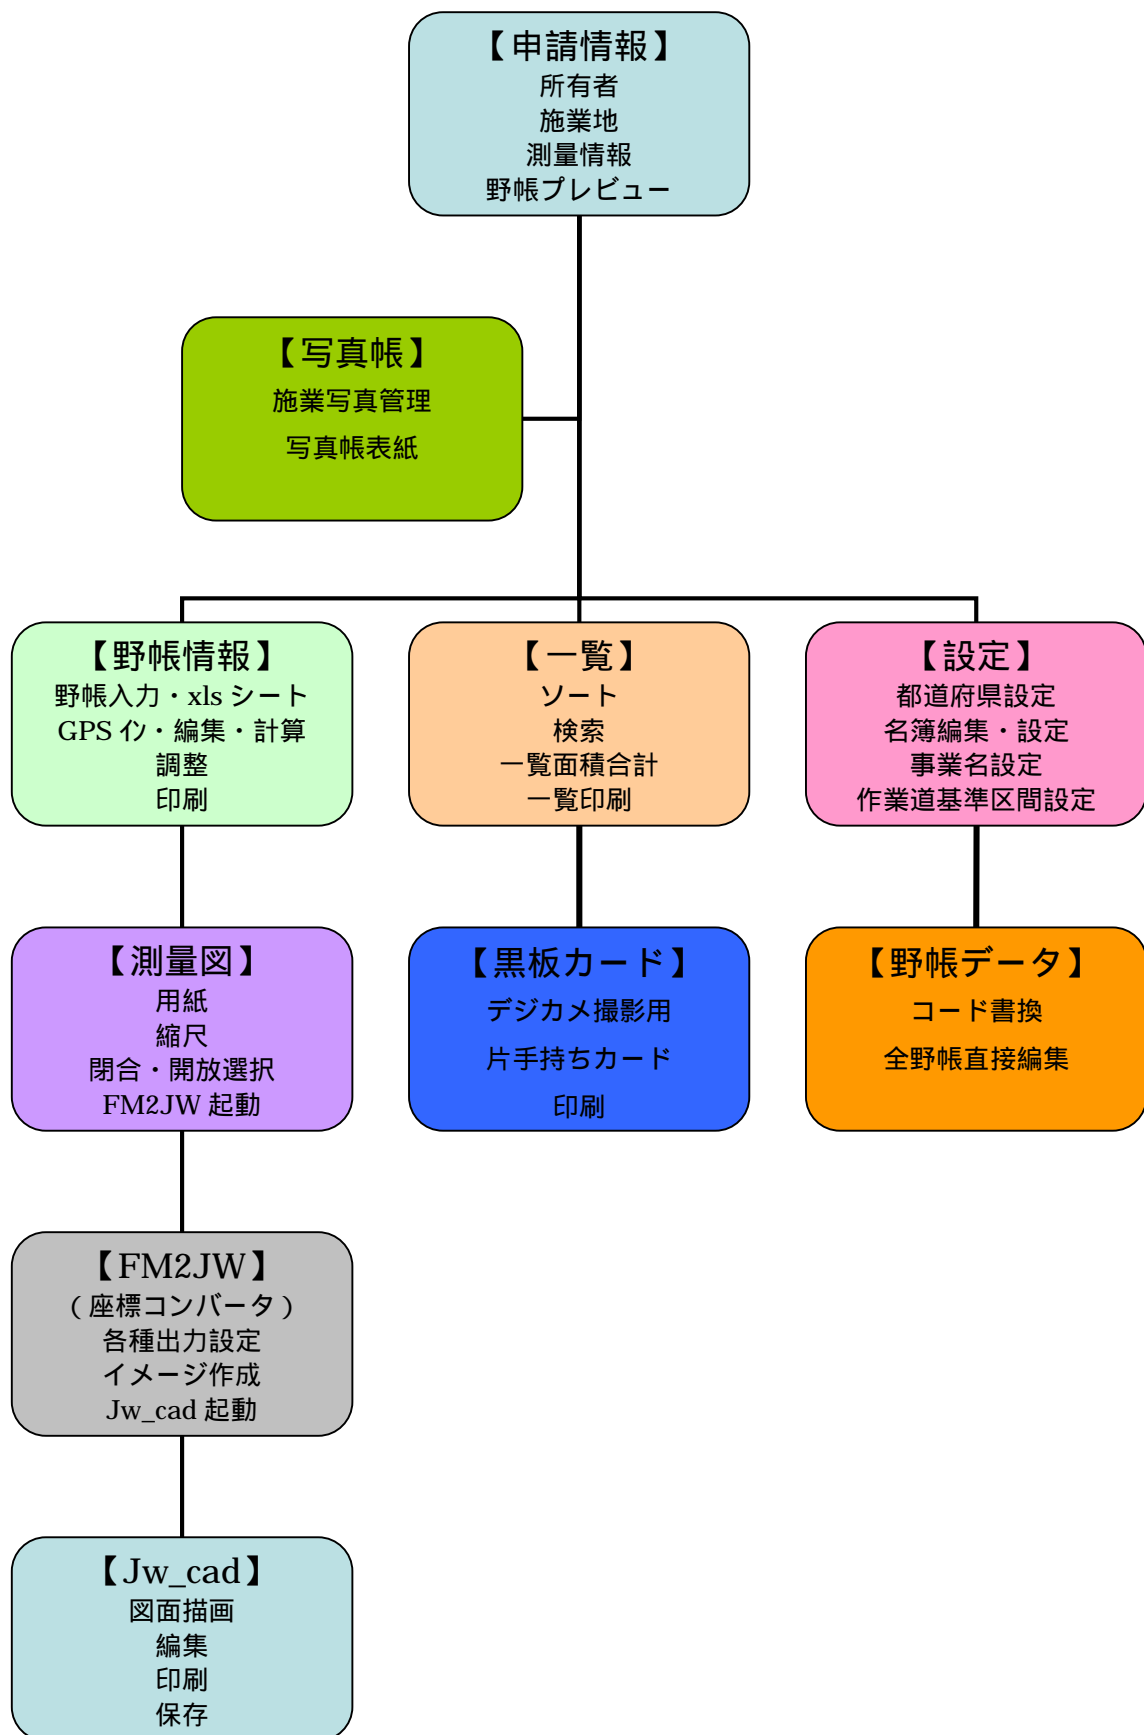 【申請情報】
所有者
施業地
測量情報
野帳プレビュー
【写真帳】
施業写真管理
写真帳表紙
【野帳情報】
野帳入力・xls シート
GPS イン・編集・計算
調整
印刷
【一覧】
ソート
検索
一覧面積合計
一覧印刷
【設定】
都道府県設定
名簿編集・設定
事業名設定
作業道基準区間設定
【測量図】
用紙
縮尺
閉合・開放選択
FM2JW 起動
【黒板カード】
デジカメ撮影用
片手持ちカード
印刷
【野帳データ】
コード書換
全野帳直接編集
【FM2JW】
(座標コンバータ)
各種出力設定
イメージ作成
Jw_cad 起動
【Jw_cad】
図面描画
編集
印刷
保存